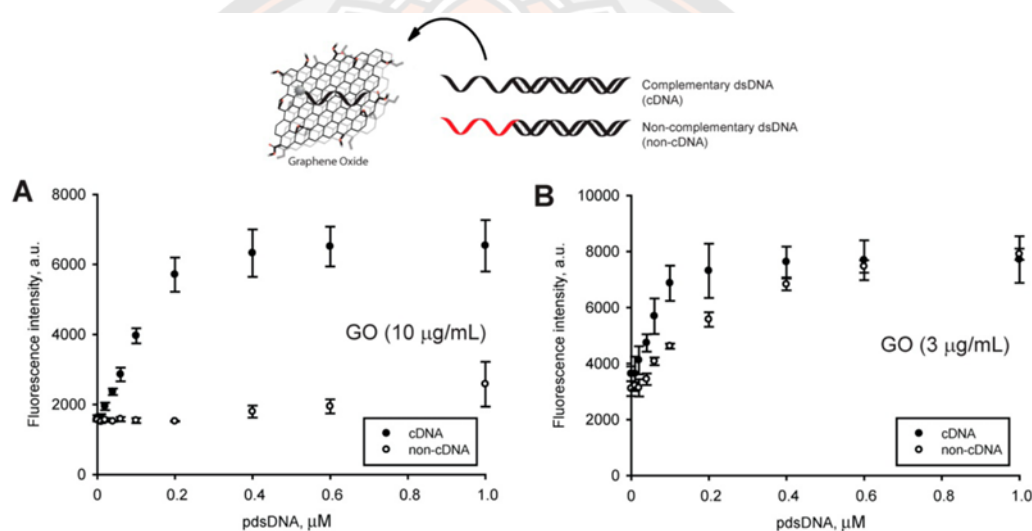 Complementary dsDNA
(cDNA)
Non-complementary dsDNA
(non-cDNA)
Graphene Oxide
A
8000
6000
4000
2000
0
Fluorescence intensity, a.u.
GO (10 μg/mL)
cDNA
non-cDNA
0
0.2
0.4
0.6
0.8
1.0
pdsDNA, μM
B
10000
8000
6000
4000
2000
0
Fluorescence intensity, a.u.
GO (3 μg/mL)
cDNA
non-cDNA
0
0.2
0.4
0.6
0.8
1.0
pdsDNA, μM